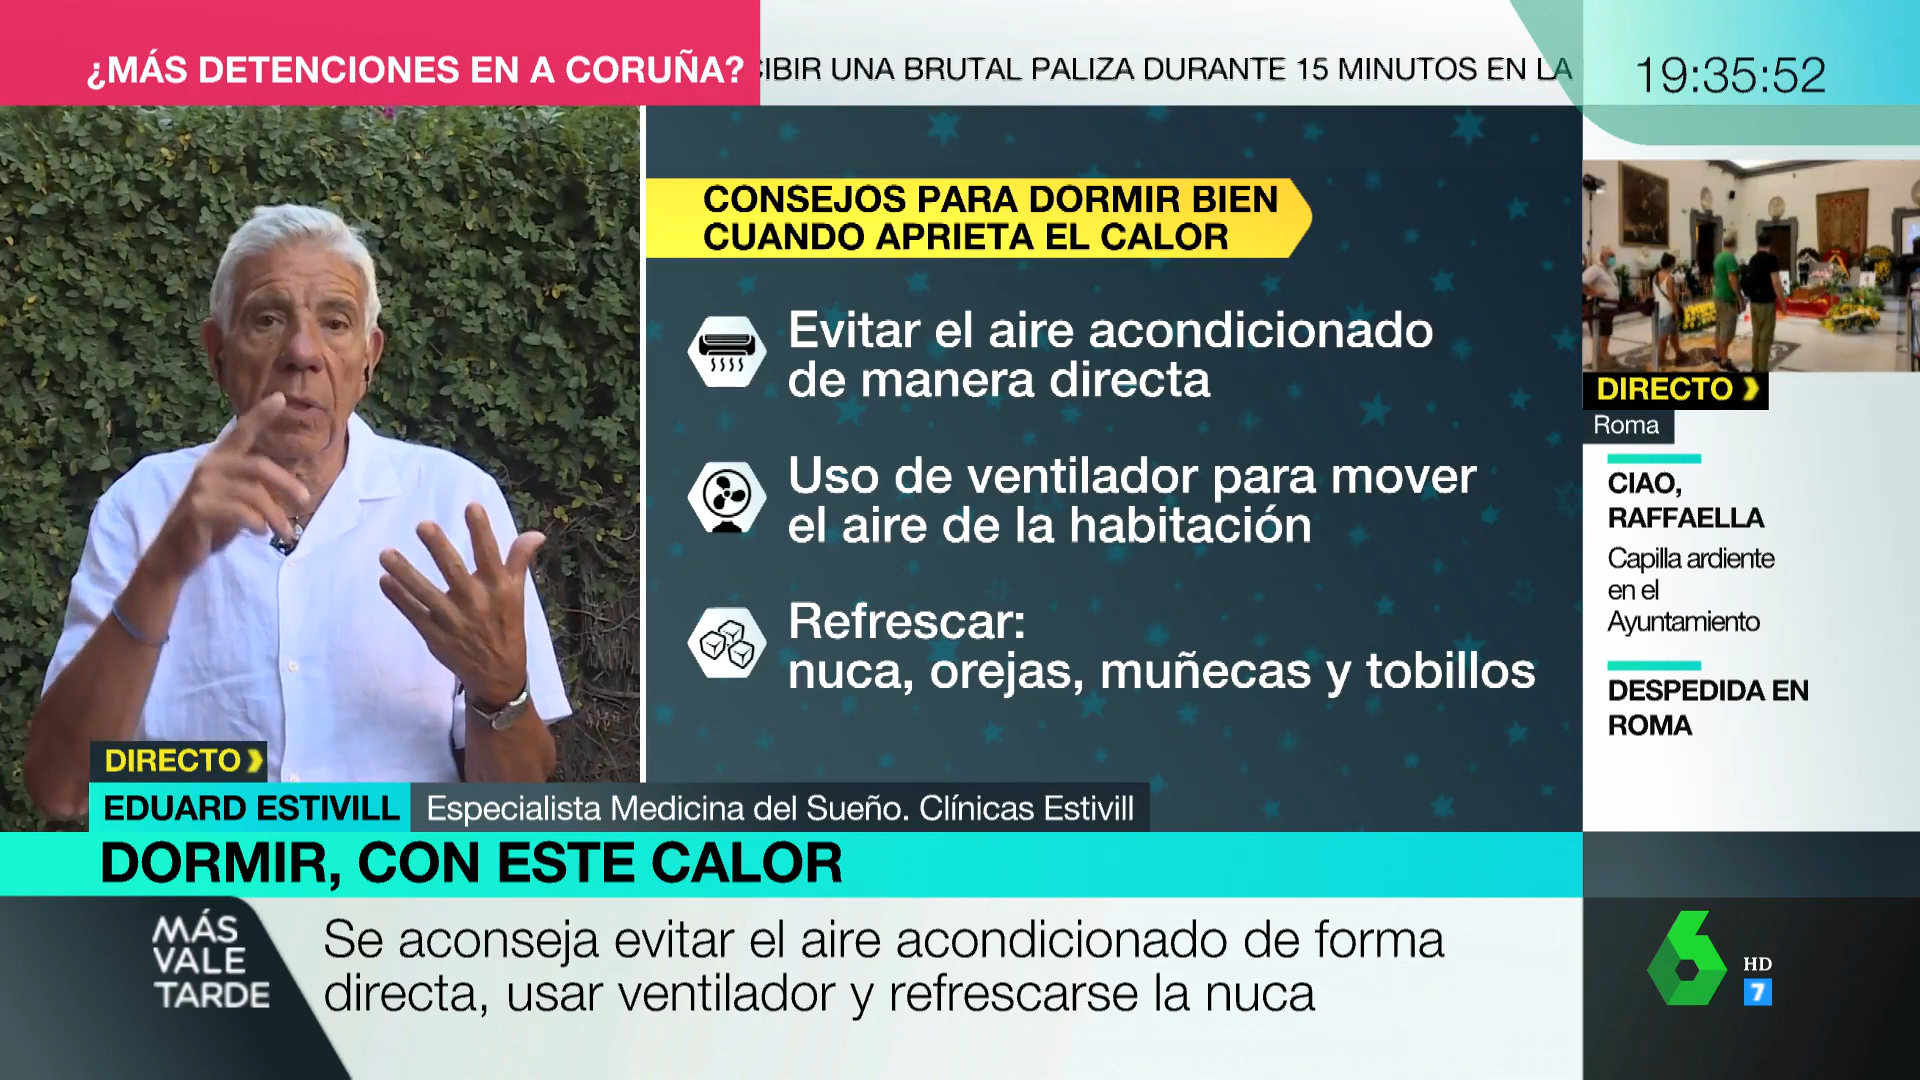 ¿MÁS DETENCIONES EN A CORUÑA?
CIBIR UNA BRUTAL PALIZA DURANTE 15 MINUTOS EN LA
19:35:52
CONSEJOS PARA DORMIR BIEN
CUANDO APRIETA EL CALOR
Evitar el aire acondicionado
de manera directa
Uso de ventilador para mover
el aire de la habitación
Refrescar:
nuca, orejas, muñecas y tobillos
DIRECTO
Roma
CIAO,
RAFFAELLA
Capilla ardiente
en el
Ayuntamiento
DESPEDIDA EN
ROMA
DIRECTO
EDUARD ESTIVILL
Especialista Medicina del Sueño. Clínicas Estivill
DORMIR, CON ESTE CALOR
MÁS
VALE
TARDE
Se aconseja evitar el aire acondicionado de forma
directa, usar ventilador y refrescarse la nuca
HD
7